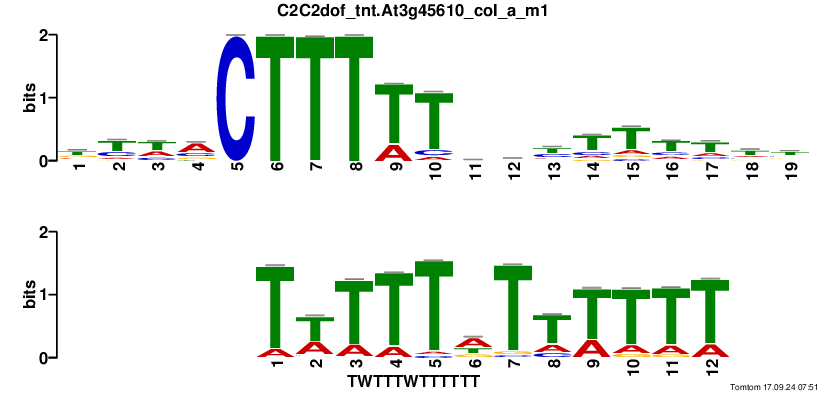 C2C2dof_tnt.At3g45610_col_a_m1
2
1
0
bits
T T T A C T T T T A T C A T T T T T T T
1 2 3 4 5 6 7 8 9 10 11 12 13 14 15 16 17 18 19
2
1
0
bits
T A T A T A T A T A T T T A T A T A T A T A
1 2 3 4 5 6 7 8 9 10 11 12
TWTTTWTTTTTT
Tomtom 17.09.24 07:51